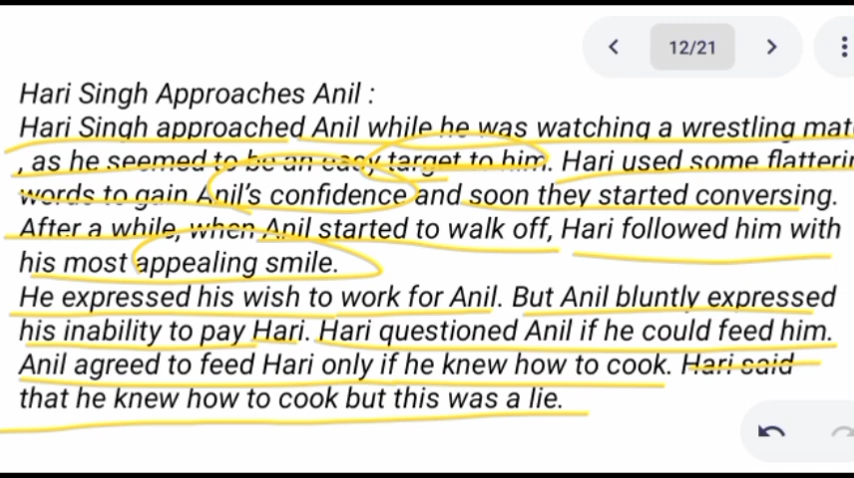 12/21
Hari Singh Approaches Anil :
Hari Singh approached Anil while he was watching a wrestling mat
, as he seemed to be an easy target to him. Hari used some flatterin
words to gain Anil's confidence and soon they started conversing.
After a while, when Anil started to walk off, Hari followed him with
his most appealing smile.
He expressed his wish to work for Anil. But Anil bluntly expressed
his inability to pay Hari. Hari questioned Anil if he could feed him.
Anil agreed to feed Hari only if he knew how to cook. Hari said
that he knew how to cook but this was a lie.